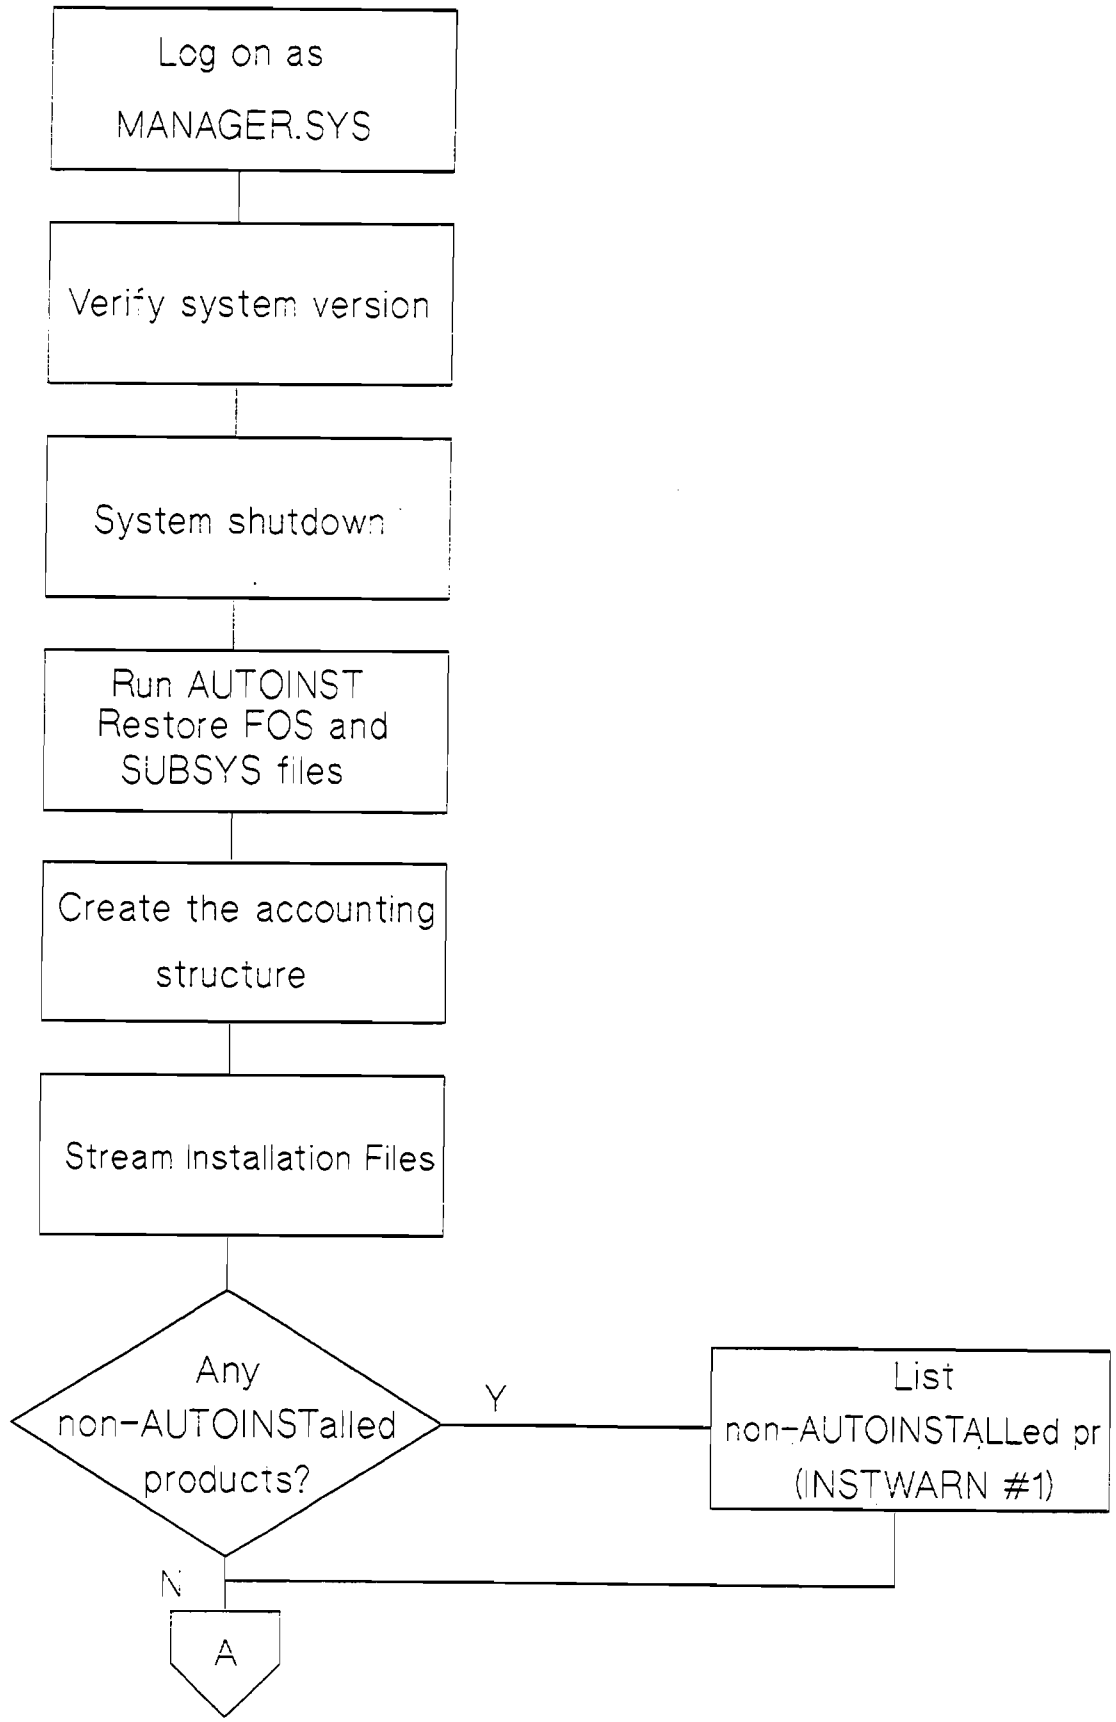 Log on as
MANAGER.SYS
Verify system version
System shutdown
Run AUTOINST
Restore FOS and
SUBSYS files
Create the accounting
structure
Stream Installation Files
Any
non-AUTOINSTalled
products?
Y
List
non-AUTOINSTALLed pr
(INSTWARN #1)
N
A